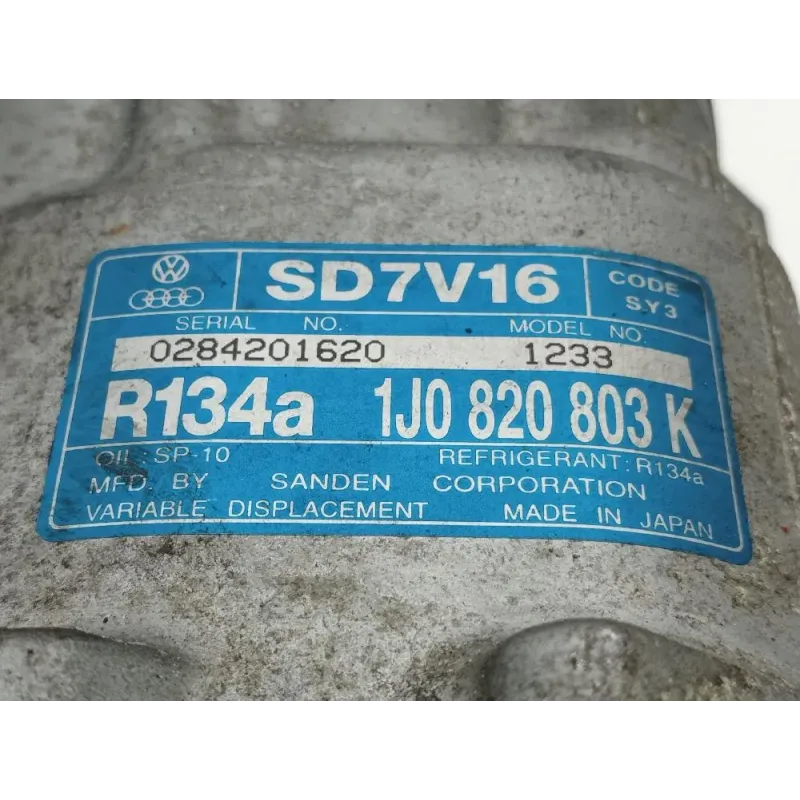 SD7V16
CODE
SY3
SERIAL NO. MODEL NO.
0284201620 1233
R134a 1J0 820 803 K
OIL: SP-10 REFRIGERANT: R134a
MFD. BY SANDEN CORPORATION
VARIABLE DISPLACEMENT MADE IN JAPAN